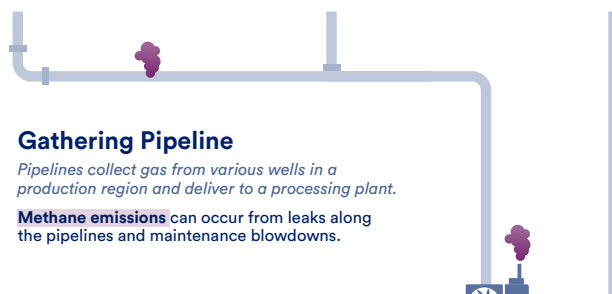 Gathering Pipeline
Pipelines collect gas from various wells in a
production region and deliver to a processing plant.
Methane emissions can occur from leaks along
the pipelines and maintenance blowdowns.